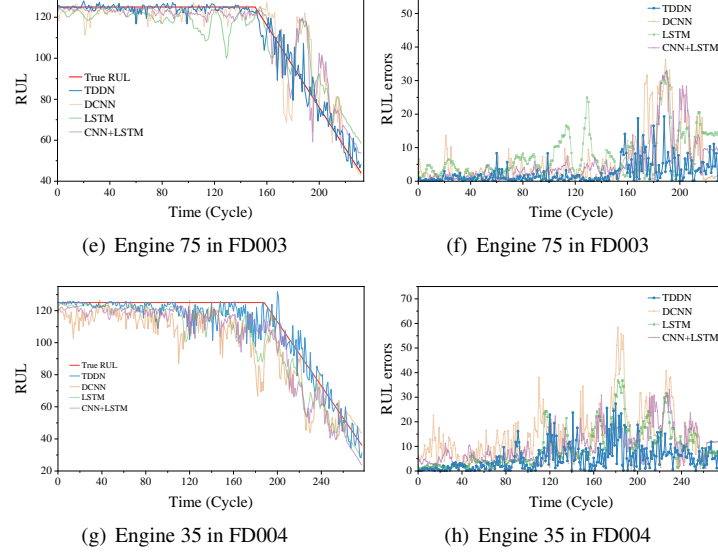 120
100
80
60
40
RUL
True RUL
TDDN
DCNN
LSTM
CNN+LSTM
0 40 80 120 160 200
Time (Cycle)
(e) Engine 75 in FD003
50
40
30
20
10
0
RUL errors
TDDN
DCNN
LSTM
CNN+LSTM
0 40 80 120 160 200
Time (Cycle)
(f) Engine 75 in FD003
120
100
80
60
40
20
RUL
True RUL
TDDN
DCNN
LSTM
CNN+LSTM
0 40 80 120 160 200 240
Time (Cycle)
(g) Engine 35 in FD004
70
60
50
40
30
20
10
0
RUL errors
TDDN
DCNN
LSTM
CNN+LSTM
0 40 80 120 160 200 240
Time (Cycle)
(h) Engine 35 in FD004